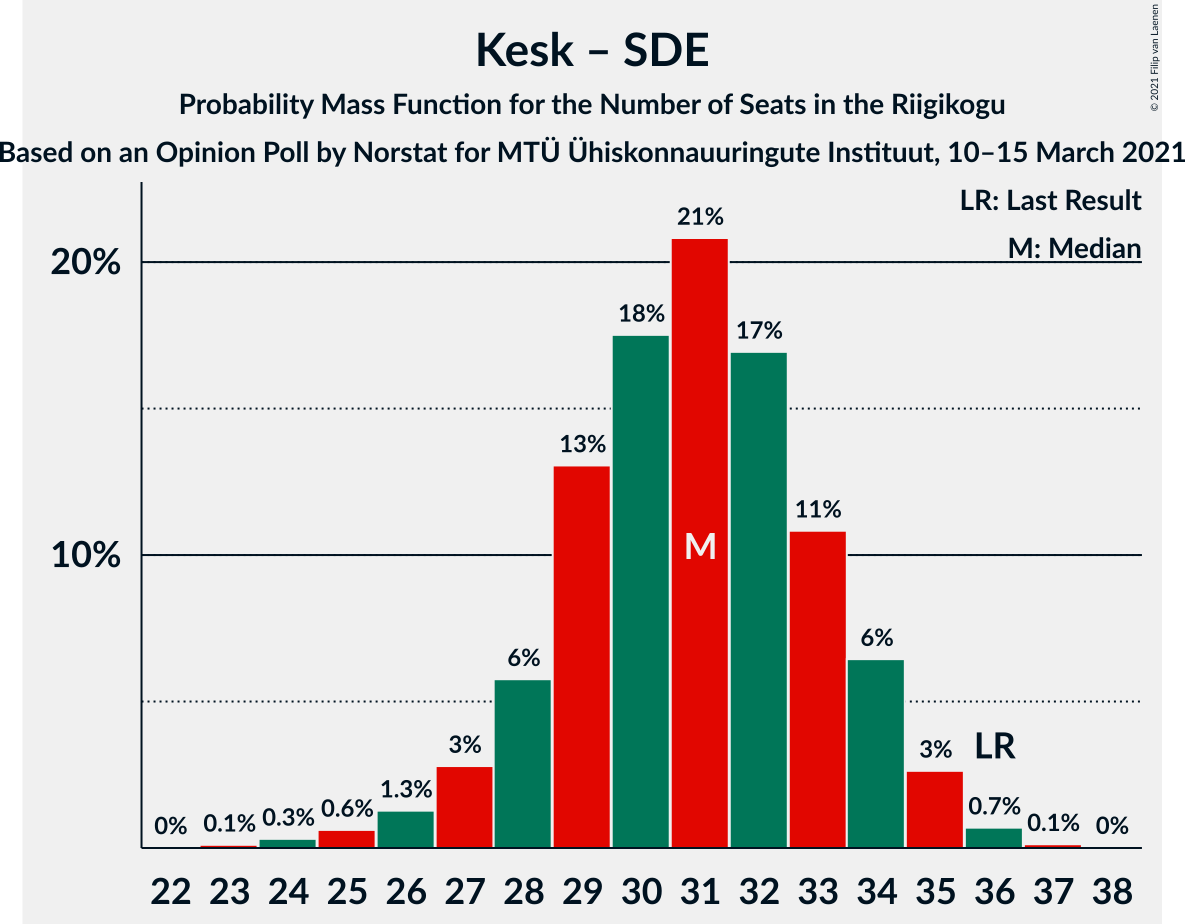 Kesk – SDE
Probability Mass Function for the Number of Seats in the Riigikogu
Based on an Opinion Poll by Norstat for MTÜ Ühiskonnauuringute Instituut, 10–15 March 2021
© 2021 Filip van Laenen
LR: Last Result
M: Median
20%
10%
0%
0.1%
0.3%
0.6%
1.3%
3%
6%
13%
18%
21%
17%
11%
6%
3%
0.7%
0.1%
0%
M
LR
22 23 24 25 26 27 28 29 30 31 32 33 34 35 36 37 38